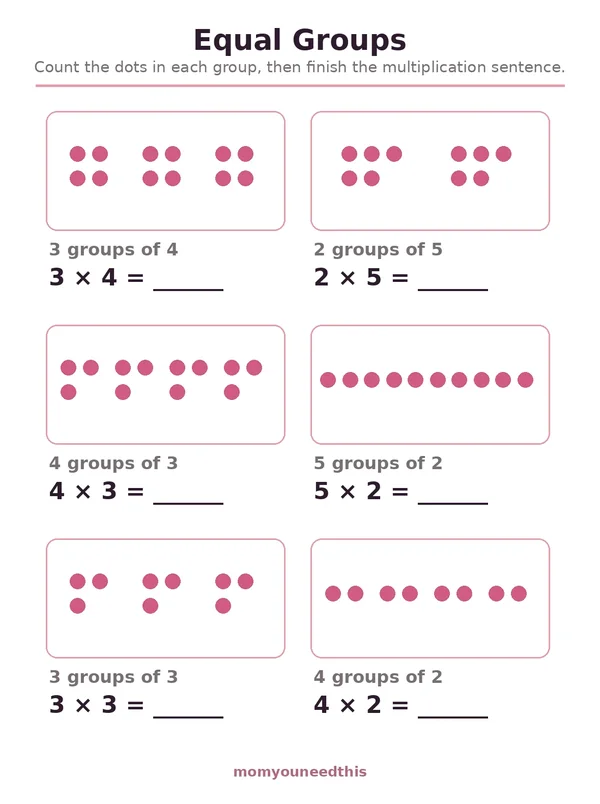 Equal Groups
Count the dots in each group, then finish the multiplication sentence.
3 groups of 4
3 × 4 = ______
2 groups of 5
2 × 5 = ______
4 groups of 3
4 × 3 = ______
5 groups of 2
5 × 2 = ______
3 groups of 3
3 × 3 = ______
4 groups of 2
4 × 2 = ______
momyouneedthis